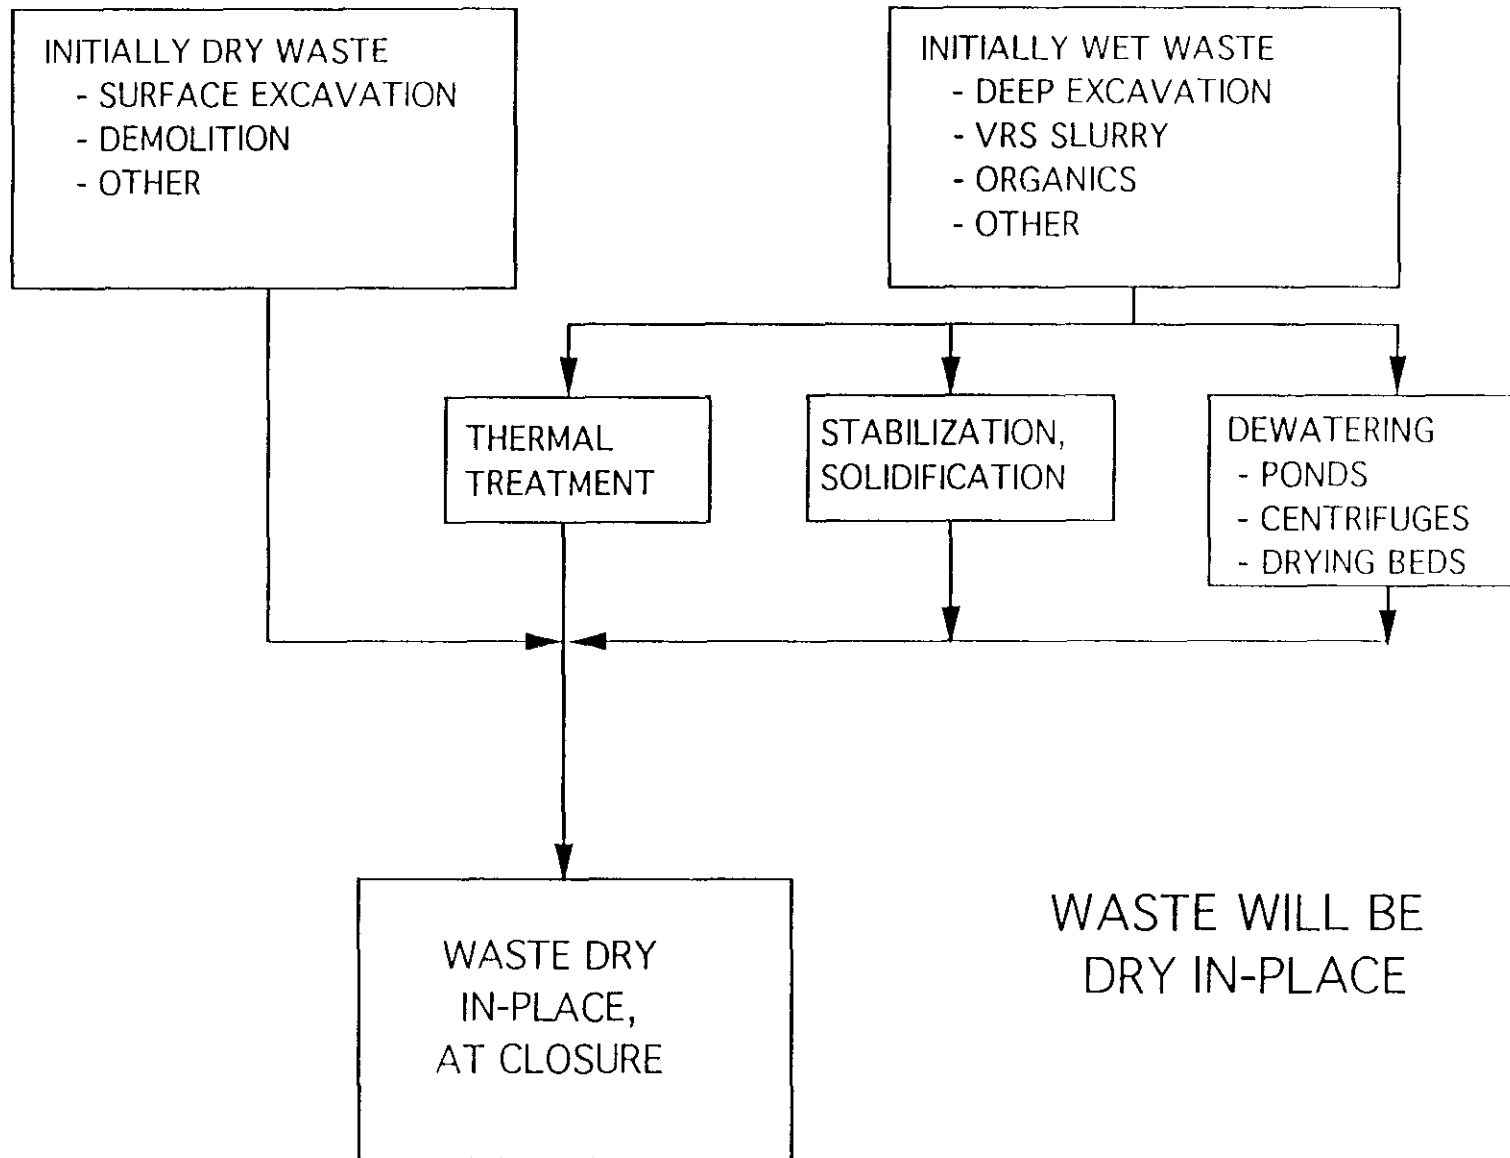 INITIALLY DRY WASTE
- SURFACE EXCAVATION
- DEMOLITION
- OTHER
INITIALLY WET WASTE
- DEEP EXCAVATION
- VRS SLURRY
- ORGANICS
- OTHER
THERMAL
TREATMENT
STABILIZATION,
SOLIDIFICATION
DEWATERING
- PONDS
- CENTRIFUGES
- DRYING BEDS
WASTE DRY
IN-PLACE,
AT CLOSURE
WASTE WILL BE
DRY IN-PLACE